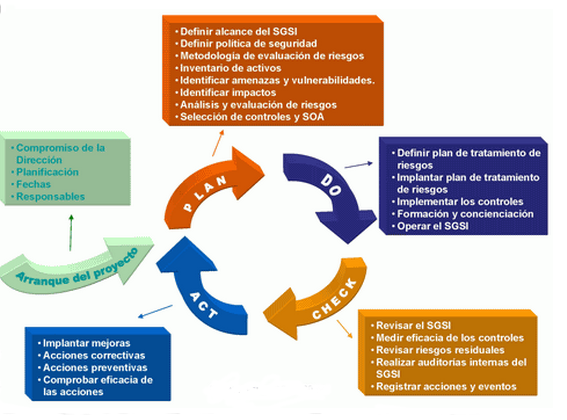 • Definir alcance del SGSI
• Definir política de seguridad
• Metodología de evaluación de riesgos
• Inventario de activos
• Identificar amenazas y vulnerabilidades.
• Identificar impactos
• Análisis y evaluación de riesgos
• Selección de controles y SOA
• Compromiso de la
Dirección
• Planificación
• Fechas
• Responsables
Arranque del proyecto
PLAN
DO
• Definir plan de tratamiento de
riesgos
• Implantar plan de tratamiento
de riesgos
• Implementar los controles
• Formación y concienciación
• Operar el SGSI
CHECK
• Revisar el SGSI
• Medir eficacia de los controles
• Revisar riesgos residuales
• Realizar auditorías internas del
SGSI
• Registrar acciones y eventos
ACT
• Implantar mejoras
• Acciones correctivas
• Acciones preventivas
• Comprobar eficacia de
las acciones